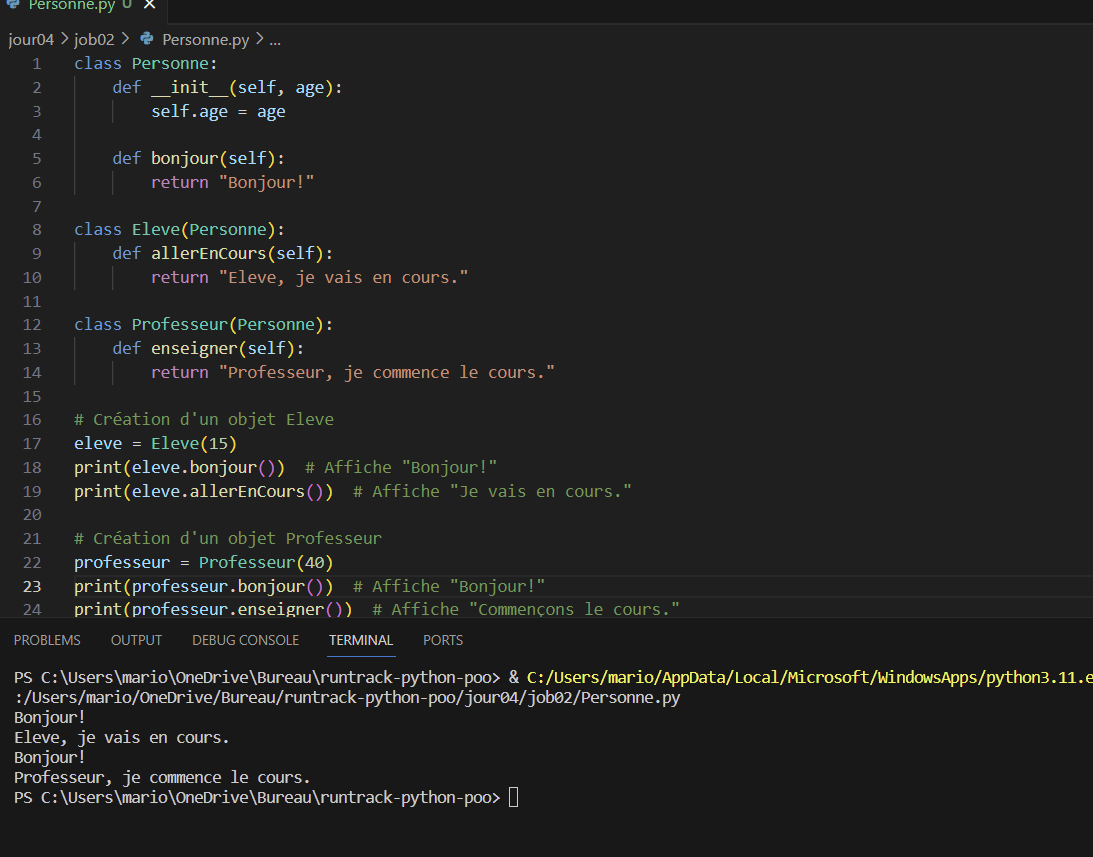 Personne.py U
jour04 > job02 > Personne.py > ...
1 class Personne:
2     def __init__(self, age):
3         self.age = age
4
5     def bonjour(self):
6         return "Bonjour!"
7
8 class Eleve(Personne):
9     def allerEnCours(self):
10         return "Eleve, je vais en cours."
11
12 class Professeur(Personne):
13     def enseigner(self):
14         return "Professeur, je commence le cours."
15
16 # Création d'un objet Eleve
17 eleve = Eleve(15)
18 print(eleve.bonjour())  # Affiche "Bonjour!"
19 print(eleve.allerEnCours())  # Affiche "Je vais en cours."
20
21 # Création d'un objet Professeur
22 professeur = Professeur(40)
23 print(professeur.bonjour())  # Affiche "Bonjour!"
24 print(professeur.enseigner())  # Affiche "Commençons le cours."
PROBLEMS OUTPUT DEBUG CONSOLE TERMINAL PORTS
PS C:\Users\mario\OneDrive\Bureau\runtrack-python-poo> & C:/Users/mario/AppData/Local/Microsoft/WindowsApps/python3.11.e
:/Users/mario/OneDrive/Bureau/runtrack-python-poo/jour04/job02/Personne.py
Bonjour!
Eleve, je vais en cours.
Bonjour!
Professeur, je commence le cours.
PS C:\Users\mario\OneDrive\Bureau\runtrack-python-poo>